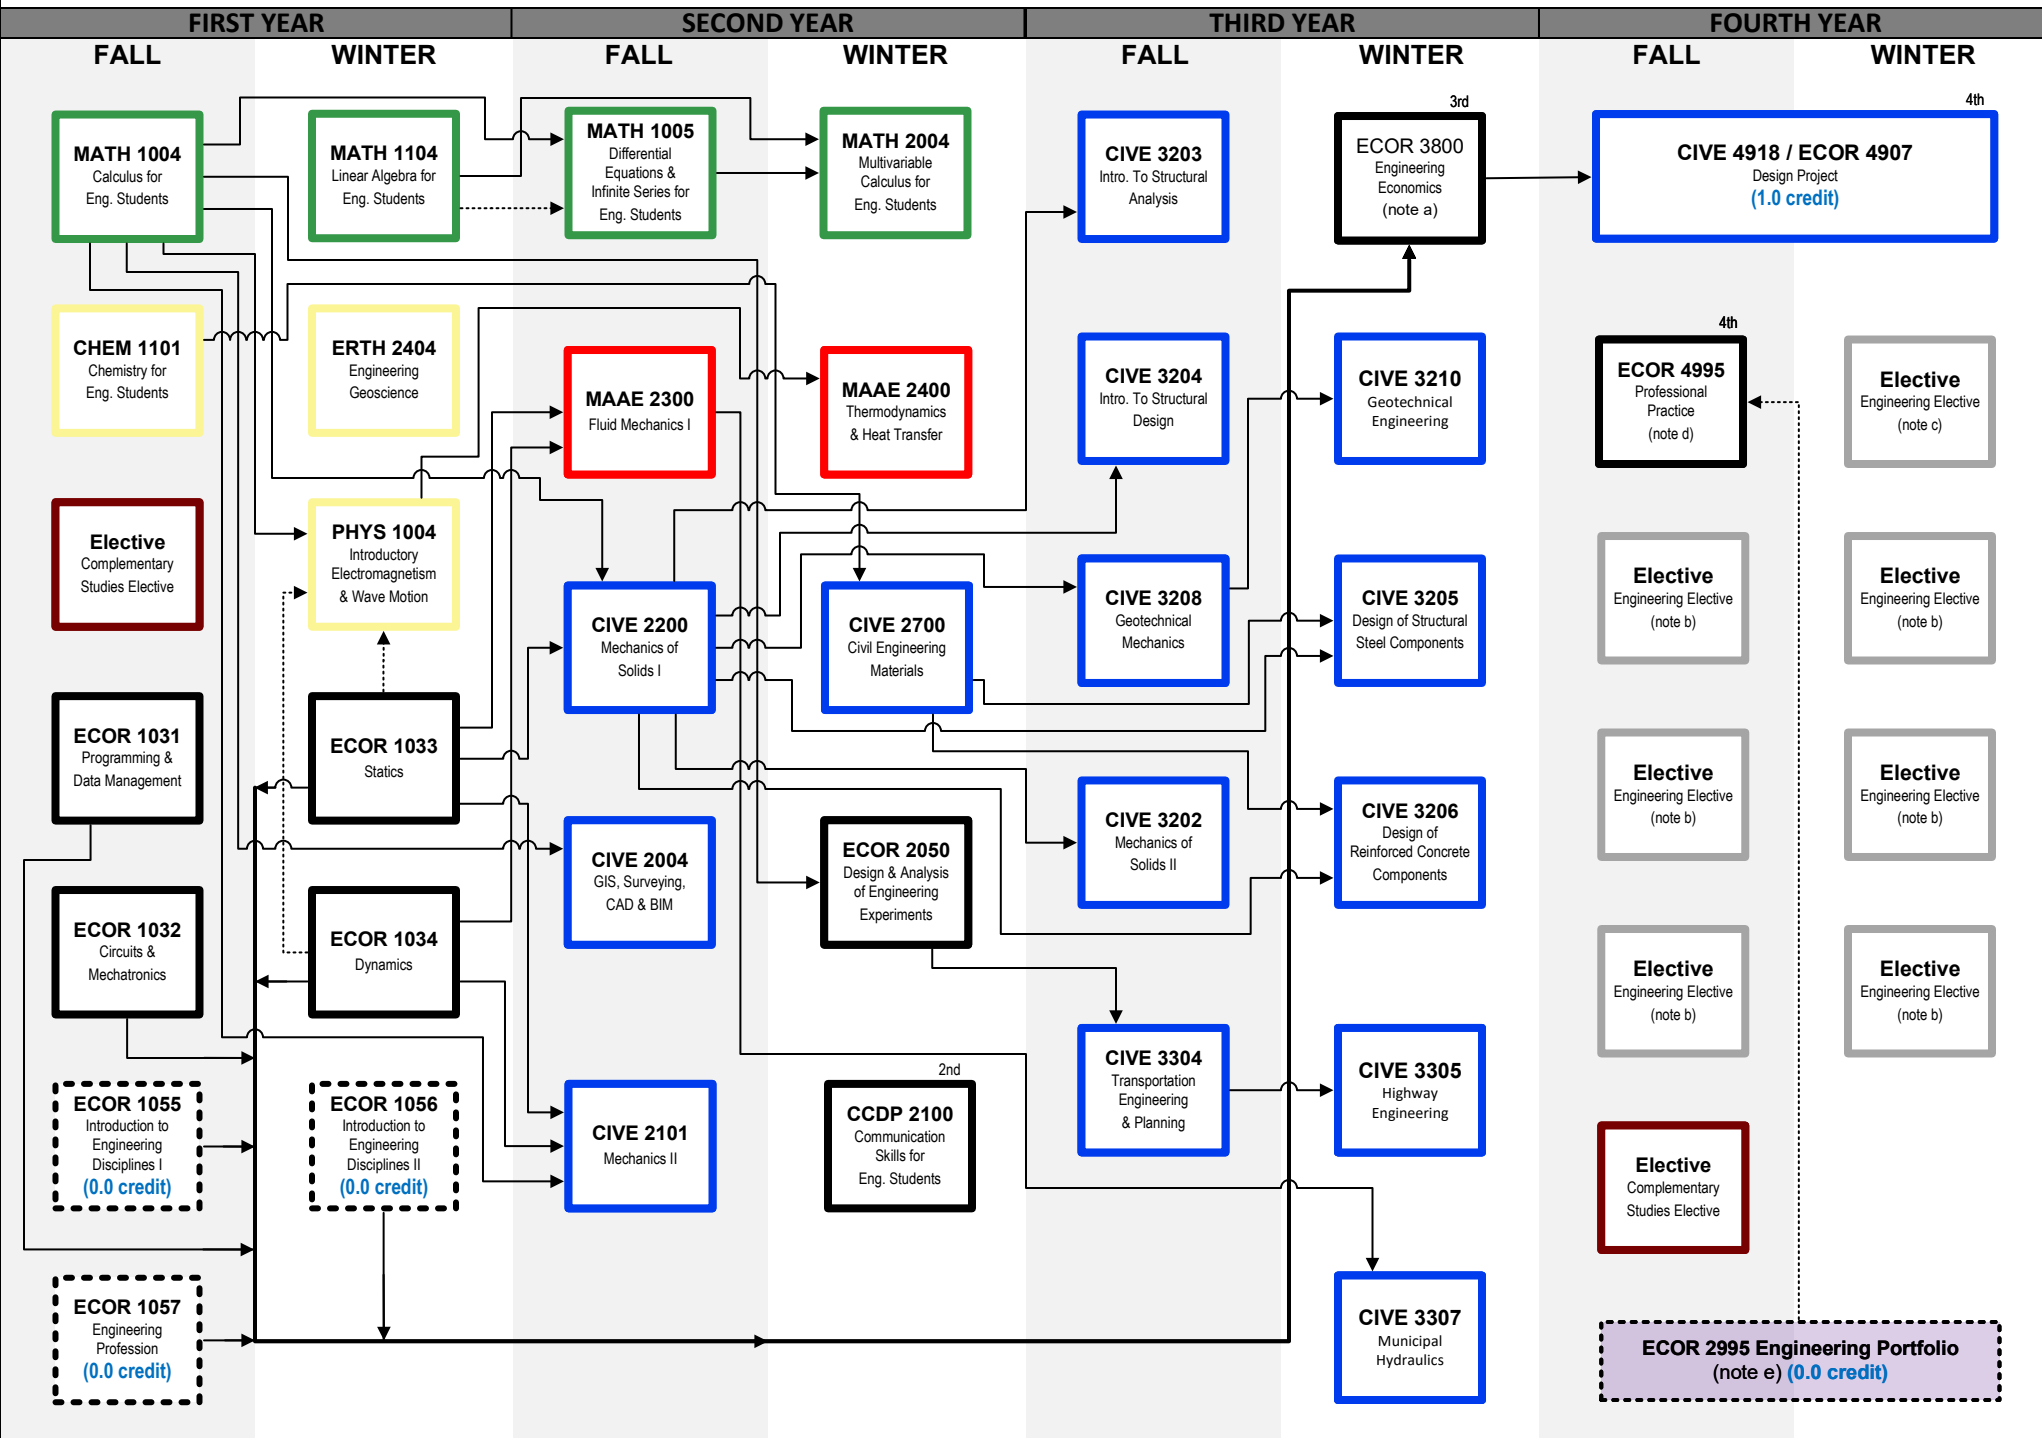 FIRST YEAR
SECOND YEAR
THIRD YEAR
FOURTH YEAR
FALL
WINTER
FALL
WINTER
FALL
WINTER
FALL
WINTER
MATH 1004
Calculus for
Eng. Students
CHEM 1101
Chemistry for
Eng. Students
Elective
Complementary
Studies Elective
ECOR 1031
Programming &
Data Management
ECOR 1032
Circuits &
Mechatronics
ECOR 1055
Introduction to
Engineering
Disciplines I
(0.0 credit)
ECOR 1057
Engineering
Profession
(0.0 credit)
MATH 1104
Linear Algebra for
Eng. Students
ERTH 2404
Engineering
Geoscience
PHYS 1004
Introductory
Electromagnetism
& Wave Motion
ECOR 1033
Statics
ECOR 1034
Dynamics
ECOR 1056
Introduction to
Engineering
Disciplines II
(0.0 credit)
MATH 1005
Differential
Equations &
Infinite Series for
Eng. Students
MAAE 2300
Fluid Mechanics I
CIVE 2200
Mechanics of
Solids I
CIVE 2004
GIS, Surveying,
CAD & BIM
CIVE 2101
Mechanics II
MATH 2004
Multivariable
Calculus for
Eng. Students
MAAE 2400
Thermodynamics
& Heat Transfer
CIVE 2700
Civil Engineering
Materials
ECOR 2050
Design & Analysis
of Engineering
Experiments
2nd
CCDP 2100
Communication
Skills for
Eng. Students
CIVE 3203
Intro. To Structural
Analysis
CIVE 3204
Intro. To Structural
Design
CIVE 3208
Geotechnical
Mechanics
CIVE 3202
Mechanics of
Solids II
CIVE 3304
Transportation
Engineering
& Planning
3rd
ECOR 3800
Engineering
Economics
(note a)
CIVE 3210
Geotechnical
Engineering
CIVE 3205
Design of Structural
Steel Components
CIVE 3206
Design of
Reinforced Concrete
Components
CIVE 3305
Highway
Engineering
CIVE 3307
Municipal
Hydraulics
4th
CIVE 4918 / ECOR 4907
Design Project
(1.0 credit)
4th
ECOR 4995
Professional
Practice
(note d)
Elective
Engineering Elective
(note b)
Elective
Engineering Elective
(note b)
Elective
Engineering Elective
(note b)
Elective
Complementary
Studies Elective
Elective
Engineering Elective
(note c)
Elective
Engineering Elective
(note b)
Elective
Engineering Elective
(note b)
Elective
Engineering Elective
(note b)
ECOR 2995 Engineering Portfolio
(note e) (0.0 credit)